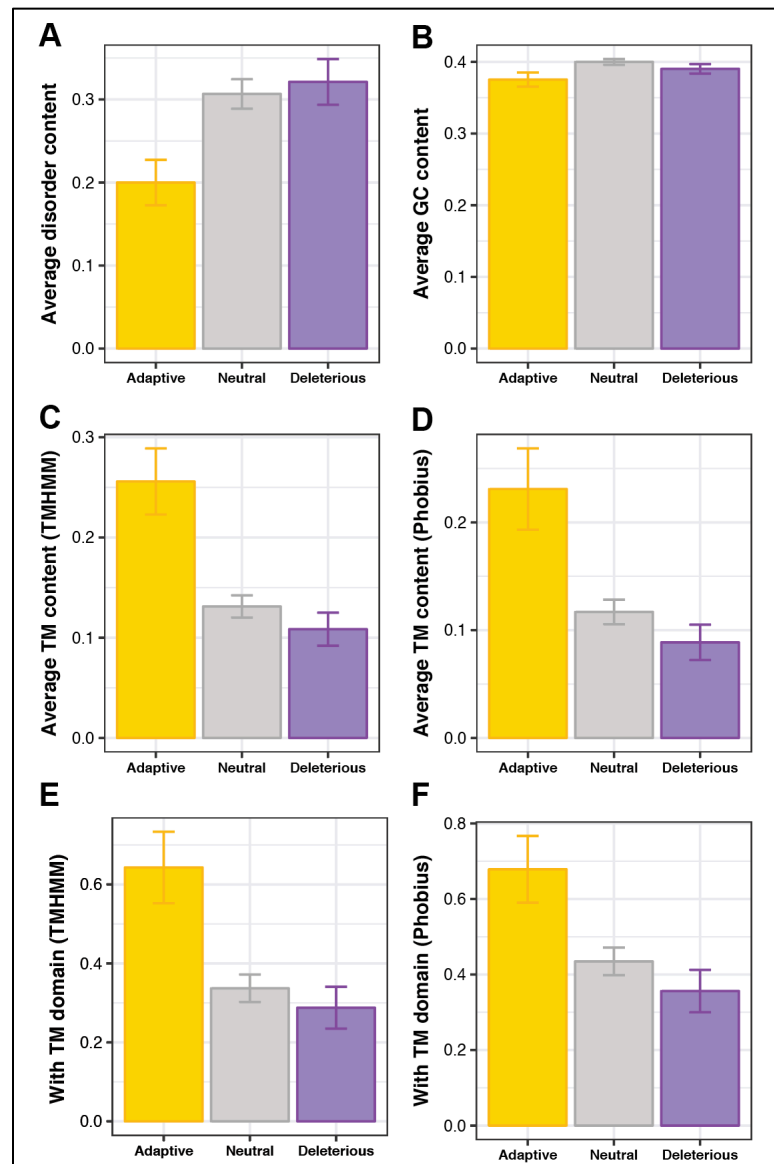 A
Average disorder content
0.3
0.2
0.1
0.0
Adaptive Neutral Deleterious
B
Average GC content
0.4
0.3
0.2
0.1
0.0
Adaptive Neutral Deleterious
C
Average TM content (TMHMM)
0.3
0.2
0.1
0.0
Adaptive Neutral Deleterious
D
Average TM content (Phobius)
0.2
0.1
0.0
Adaptive Neutral Deleterious
E
With TM domain (TMHMM)
0.6
0.4
0.2
0.0
Adaptive Neutral Deleterious
F
With TM domain (Phobius)
0.8
0.6
0.4
0.2
0.0
Adaptive Neutral Deleterious